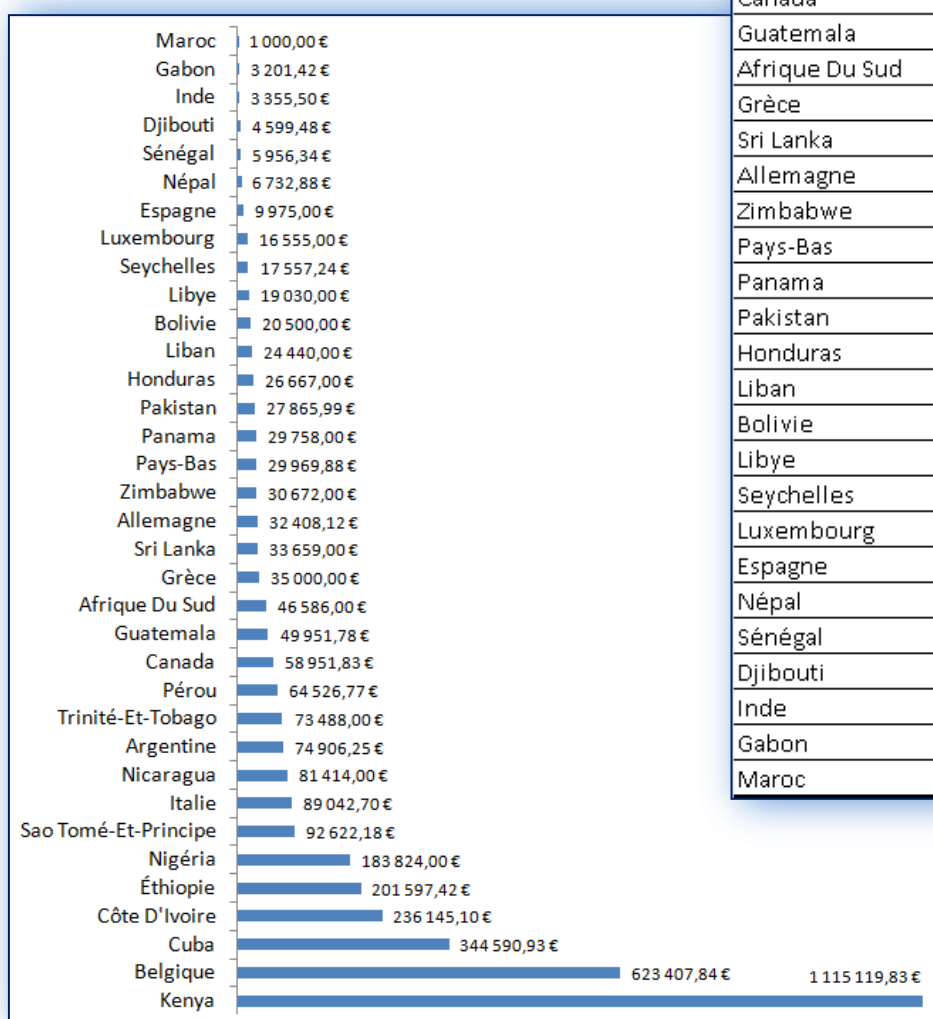 Maroc 1 000,00 €
Gabon 3 201,42 €
Inde 3 355,50 €
Djibouti 4 599,48 €
Sénégal 5 956,34 €
Népal 6 732,88 €
Espagne 9 975,00 €
Luxembourg 16 555,00 €
Seychelles 17 557,24 €
Libye 19 030,00 €
Bolivie 20 500,00 €
Liban 24 440,00 €
Honduras 26 667,00 €
Pakistan 27 865,99 €
Panama 29 758,00 €
Pays-Bas 29 969,88 €
Zimbabwe 30 672,00 €
Allemagne 32 408,12 €
Sri Lanka 33 659,00 €
Grèce 35 000,00 €
Afrique Du Sud 46 586,00 €
Guatemala 49 951,78 €
Canada 58 951,83 €
Pérou 64 526,77 €
Trinité-Et-Tobago 73 488,00 €
Argentine 74 906,25 €
Nicaragua 81 414,00 €
Italie 89 042,70 €
Sao Tomé-Et-Principe 92 622,18 €
Nigéria 183 824,00 €
Éthiopie 201 597,42 €
Côte D'Ivoire 236 145,10 €
Cuba 344 590,93 €
Belgique 623 407,84 €
Kenya 1 115 119,83 €
Canada
Guatemala
Afrique Du Sud
Grèce
Sri Lanka
Allemagne
Zimbabwe
Pays-Bas
Panama
Pakistan
Honduras
Liban
Bolivie
Libye
Seychelles
Luxembourg
Espagne
Népal
Sénégal
Djibouti
Inde
Gabon
Maroc